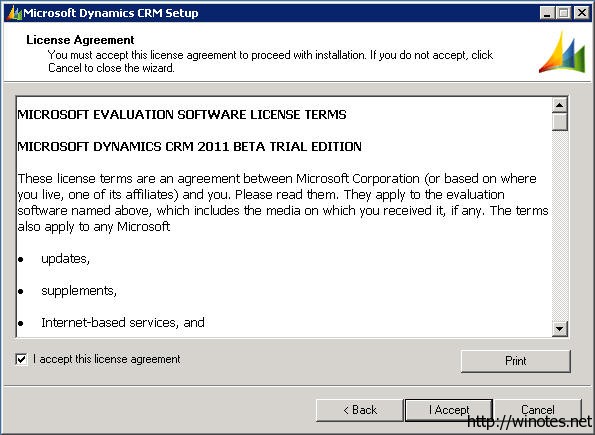 Microsoft Dynamics CRM Setup
License Agreement
You must accept this license agreement to proceed with installation. If you do not accept, click
Cancel to close the wizard.
MICROSOFT EVALUATION SOFTWARE LICENSE TERMS
MICROSOFT DYNAMICS CRM 2011 BETA TRIAL EDITION
These license terms are an agreement between Microsoft Corporation (or based on where
you live, one of its affiliates) and you. Please read them. They apply to the evaluation
software named above, which includes the media on which you received it, if any. The terms
also apply to any Microsoft
• updates,
• supplements,
• Internet-based services, and
I accept this license agreement
Print
< Back
I Accept
Cancel
http://winotes.net